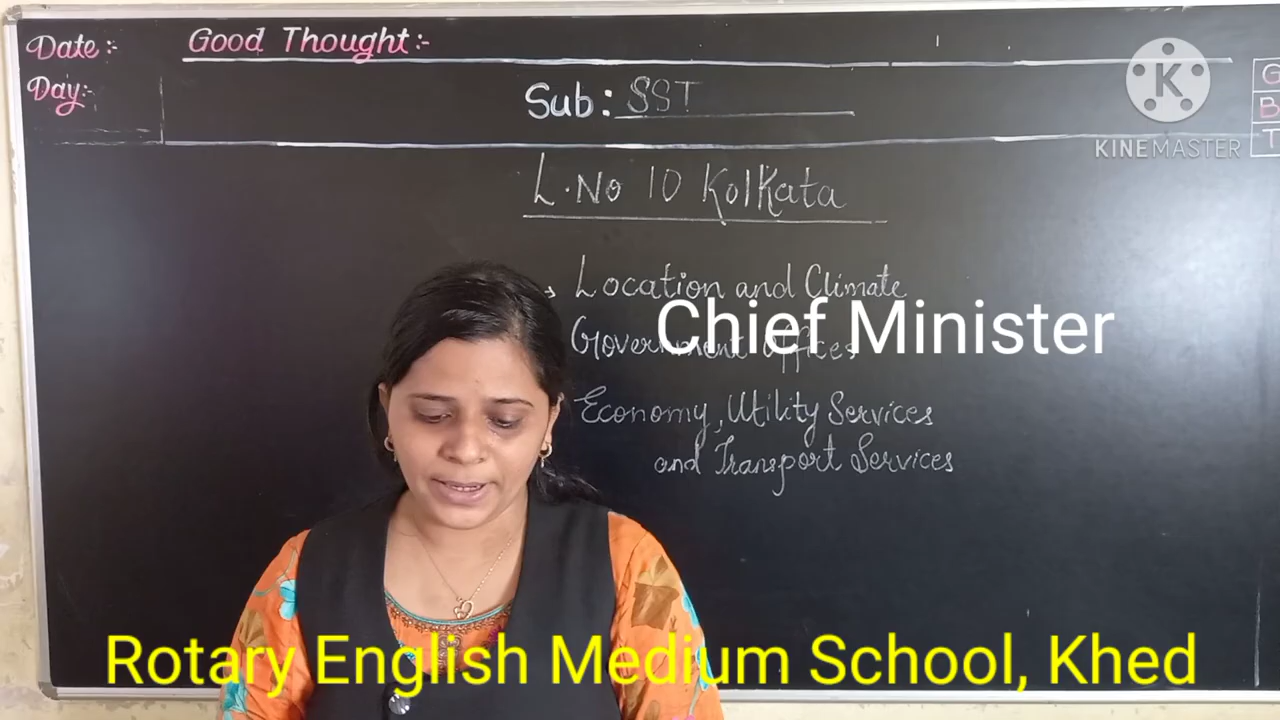 Date:-
Good Thought:-
Day:-
Sub: SST
K
KINEMASTER
G
B
T
L.No 10 Kolkata
Location and Climate
Chief Minister
Government Offices
Economy, Utility Services
and Transport Services
Rotary English Medium School, Khed